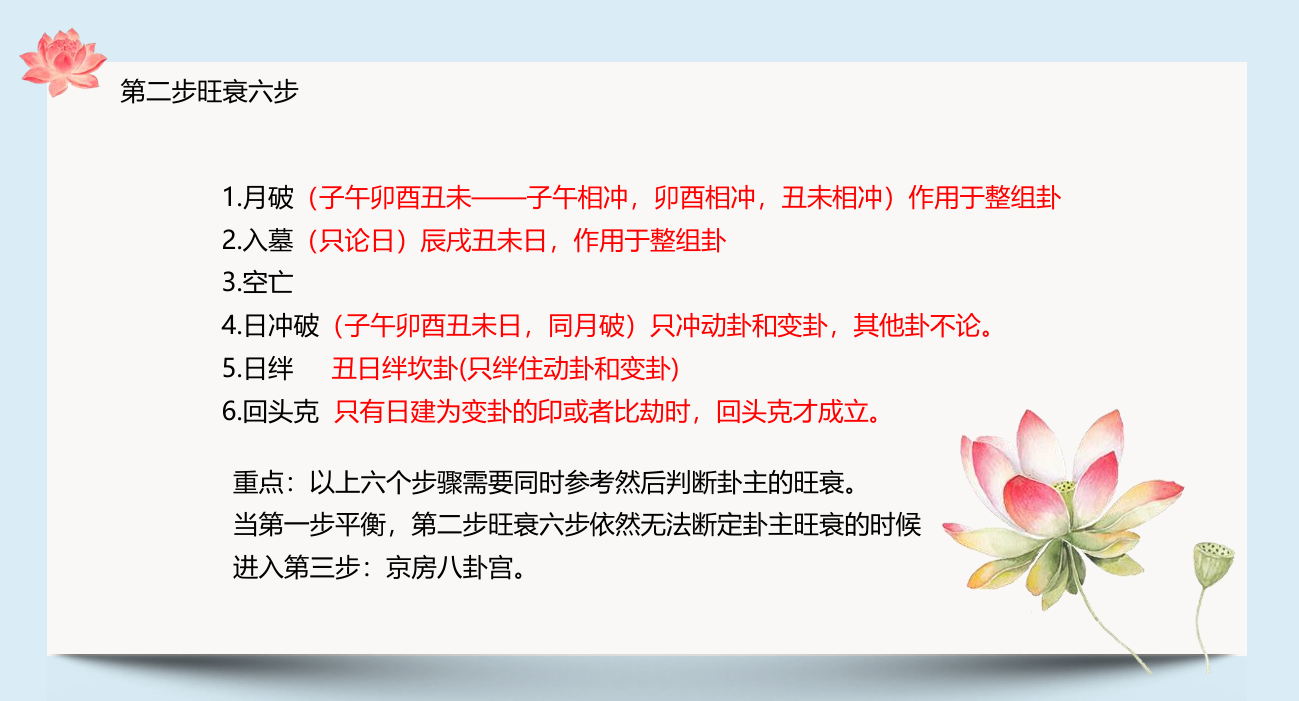 第二步旺衰六步
1.月破（子午卯酉丑未——子午相冲，卯酉相冲，丑未相冲）作用于整组卦
2.入墓（只论日）辰戌丑未日，作用于整组卦
3.空亡
4.日冲破（子午卯酉丑未日，同月破）只冲动卦和变卦，其他卦不论。
5.日绊 丑日绊坎卦(只绊住动卦和变卦)
6.回头克 只有日建为变卦的印或者比劫时，回头克才成立。
重点：以上六个步骤需要同时参考然后判断卦主的旺衰。
当第一步平衡，第二步旺衰六步依然无法断定卦主旺衰的时候
进入第三步：京房八卦宫。